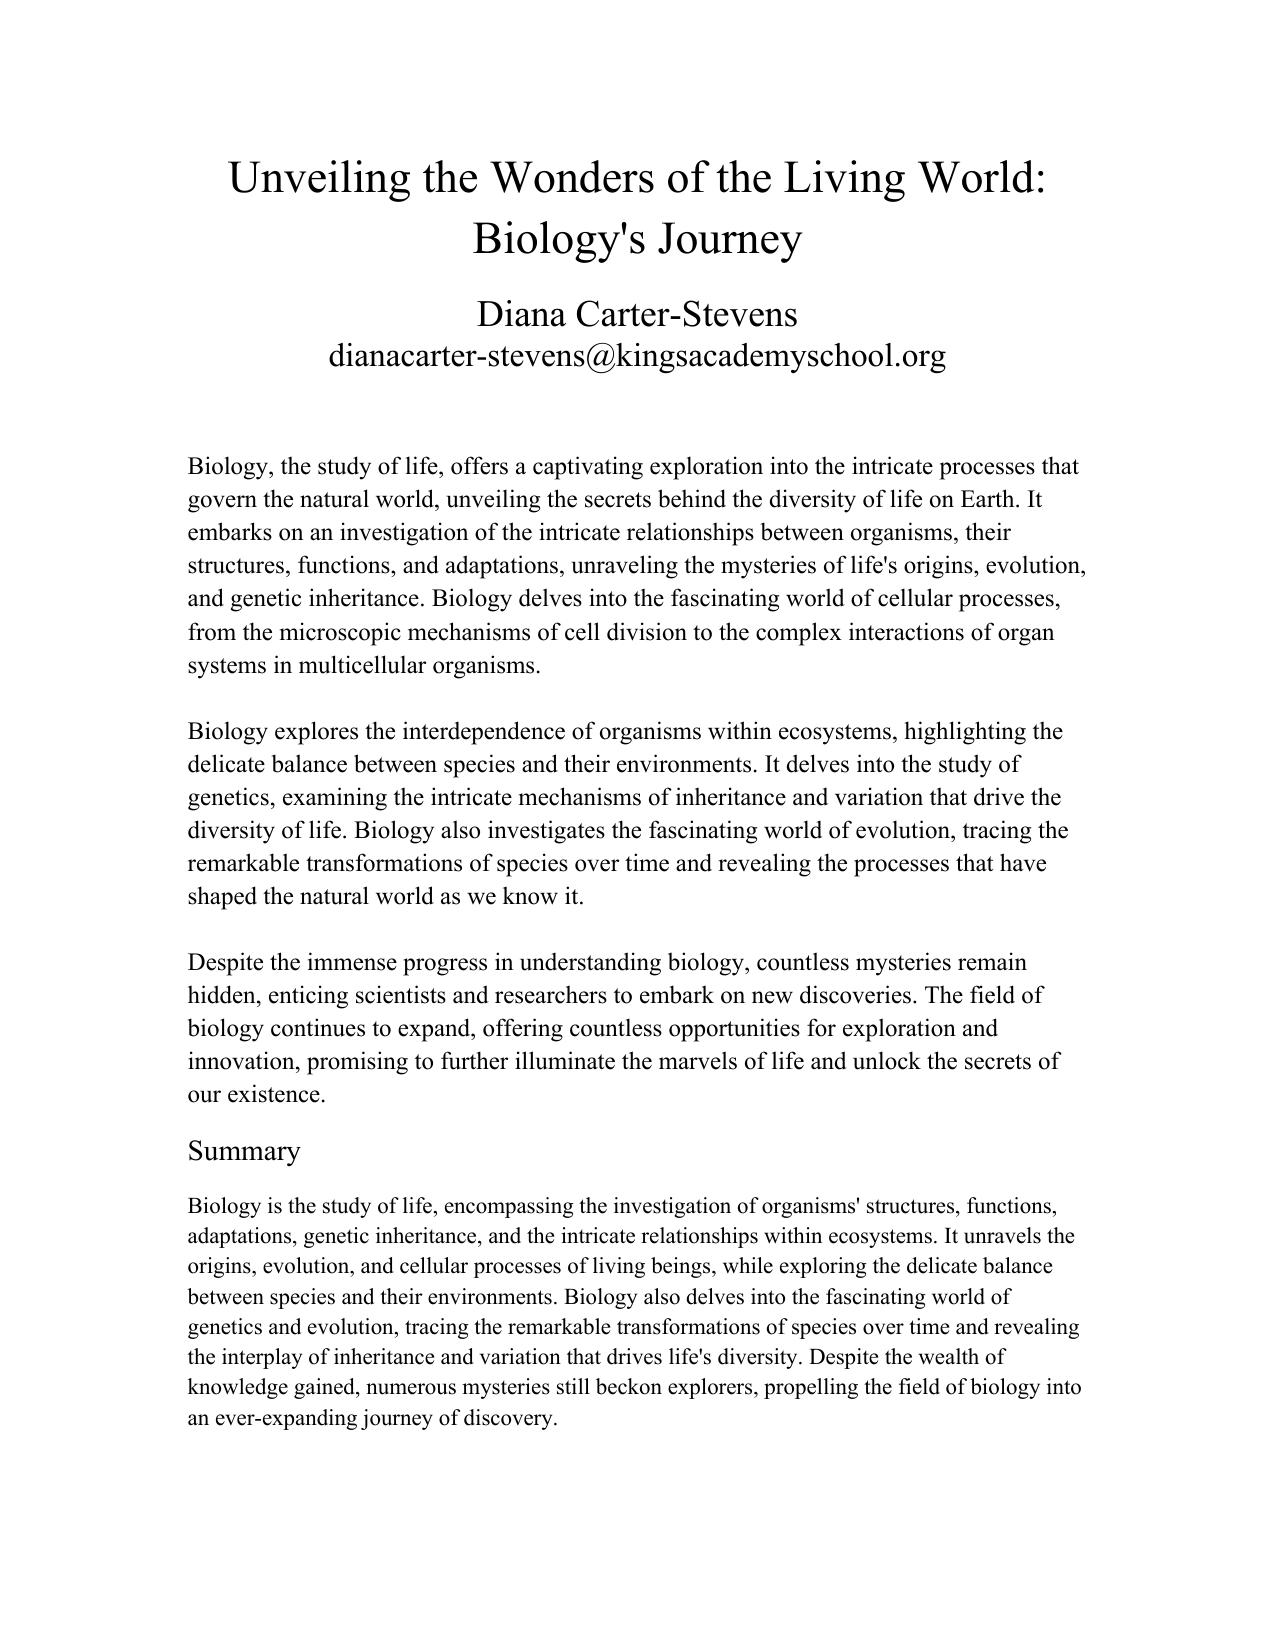 Unveiling the Wonders of the Living World:
Biology's Journey
Diana Carter-Stevens
dianacarter-stevens@kingsacademyschool.org
Biology, the study of life, offers a captivating exploration into the intricate processes that
govern the natural world, unveiling the secrets behind the diversity of life on Earth. It
embarks on an investigation of the intricate relationships between organisms, their
structures, functions, and adaptations, unraveling the mysteries of life's origins, evolution,
and genetic inheritance. Biology delves into the fascinating world of cellular processes,
from the microscopic mechanisms of cell division to the complex interactions of organ
systems in multicellular organisms.
Biology explores the interdependence of organisms within ecosystems, highlighting the
delicate balance between species and their environments. It delves into the study of
genetics, examining the intricate mechanisms of inheritance and variation that drive the
diversity of life. Biology also investigates the fascinating world of evolution, tracing the
remarkable transformations of species over time and revealing the processes that have
shaped the natural world as we know it.
Despite the immense progress in understanding biology, countless mysteries remain
hidden, enticing scientists and researchers to embark on new discoveries. The field of
biology continues to expand, offering countless opportunities for exploration and
innovation, promising to further illuminate the marvels of life and unlock the secrets of
our existence.
Summary
Biology is the study of life, encompassing the investigation of organisms' structures, functions,
adaptations, genetic inheritance, and the intricate relationships within ecosystems. It unravels the
origins, evolution, and cellular processes of living beings, while exploring the delicate balance
between species and their environments. Biology also delves into the fascinating world of
genetics and evolution, tracing the remarkable transformations of species over time and revealing
the interplay of inheritance and variation that drives life's diversity. Despite the wealth of
knowledge gained, numerous mysteries still beckon explorers, propelling the field of biology into
an ever-expanding journey of discovery.